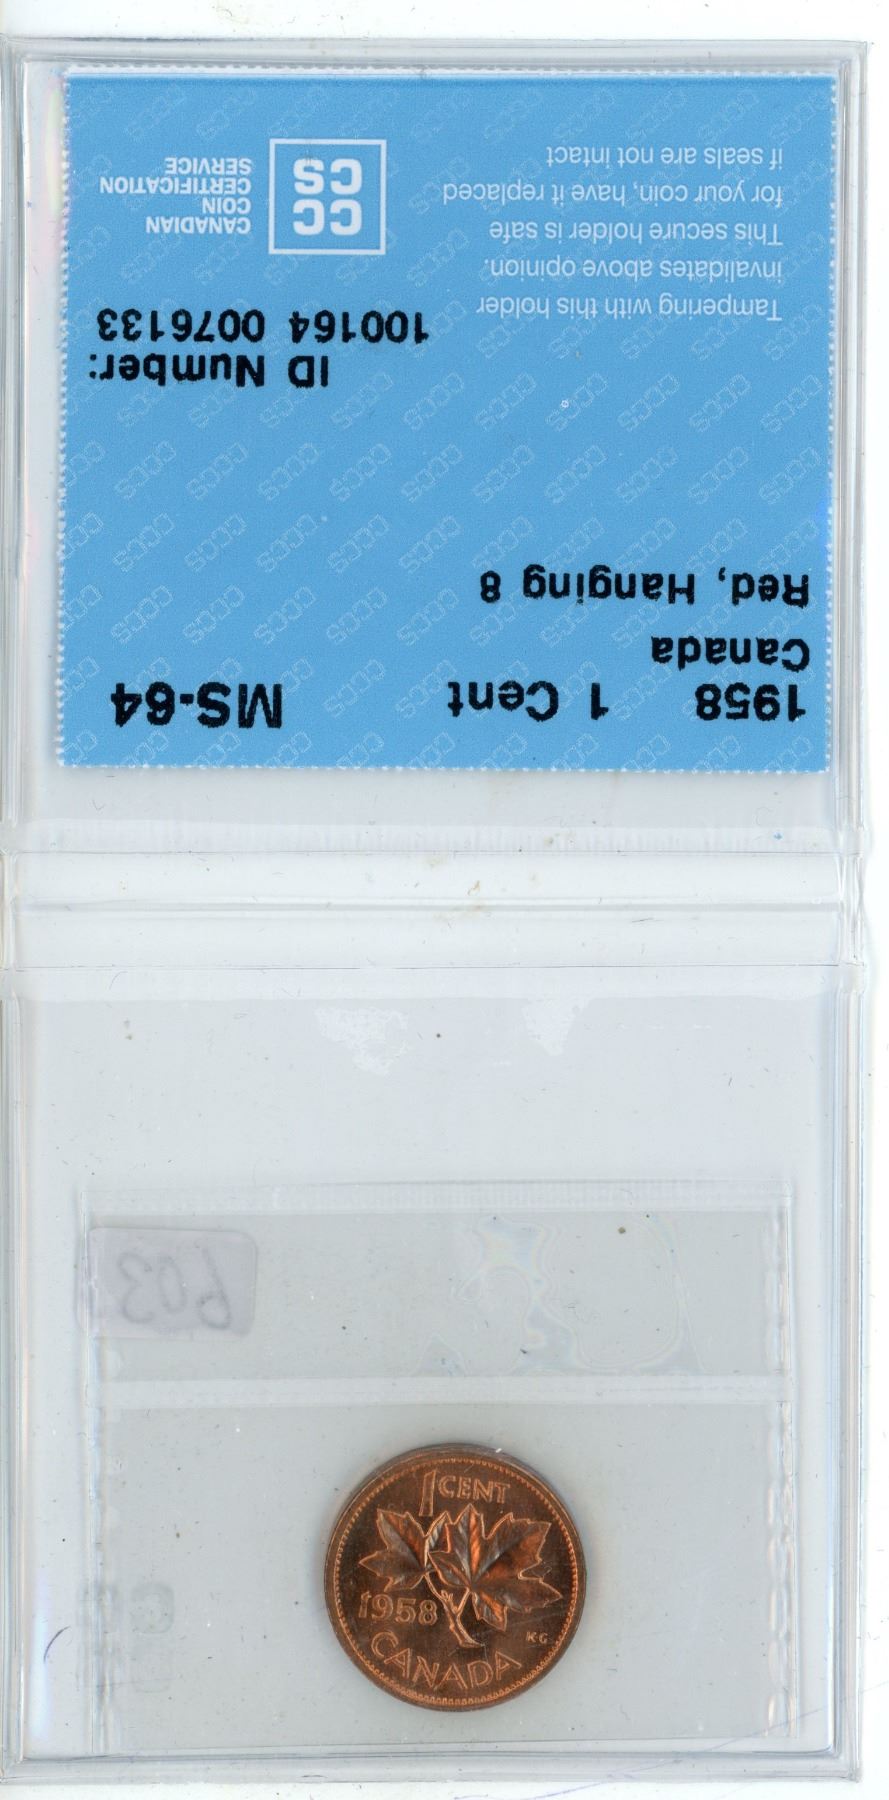 1958 1 Cent MS-64
Canada
Red, Hanging 8
ID Number:
100164 0076133
Tampering with this holder
invalidates above opinion.
This secure holder is safe
for your coin, have it replaced
if seals are not intact
CC
CS
CANADIAN
COIN
CERTIFICATION
SERVICE
603
1 CENT
1958
K·G
CANADA